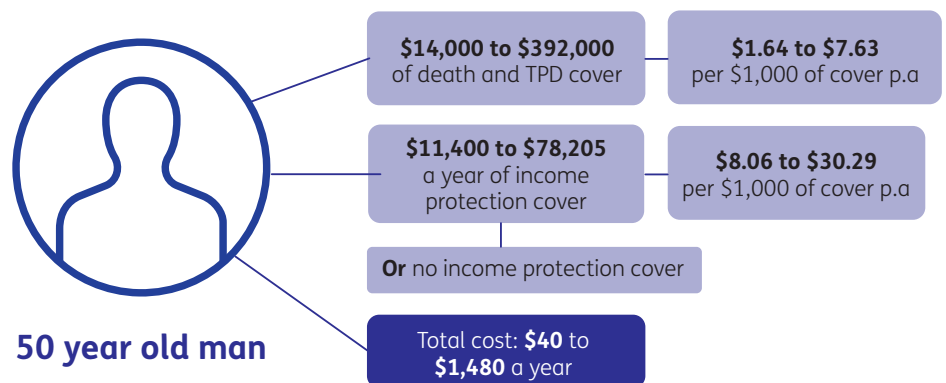 $14,000 to $392,000
of death and TPD cover
$1.64 to $7.63
per $1,000 of cover p.a
$11,400 to $78,205
a year of income
protection cover
$8.06 to $30.29
per $1,000 of cover p.a
Or no income protection cover
50 year old man
Total cost: $40 to
$1,480 a year